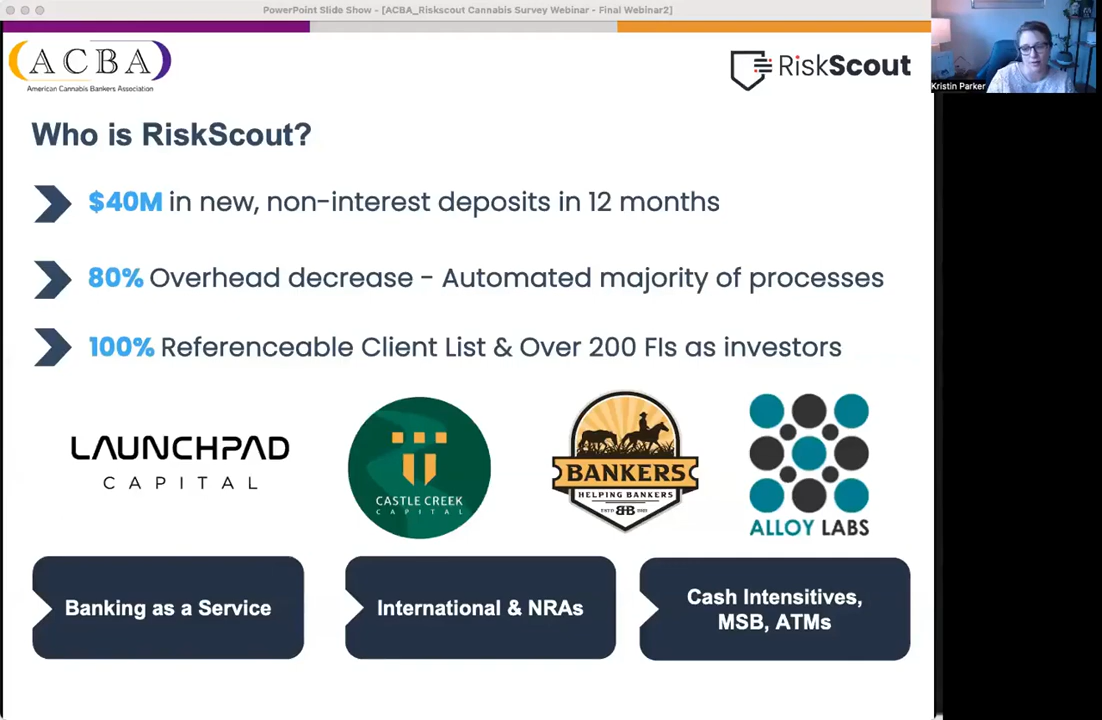 PowerPoint Slide Show - [ACBA_Riskscout Cannabis Survey Webinar - Final Webinar2]
ACBA
American Cannabis Bankers Association
RiskScout
Kristin Parker
Who is RiskScout?
$40M in new, non-interest deposits in 12 months
80% Overhead decrease - Automated majority of processes
100% Referenceable Client List & Over 200 FIs as investors
LAUNCHPAD
CAPITAL
CASTLE CREEK
CAPITAL
BANKERS
HELPING BANKERS
ALLOY LABS
Banking as a Service
International & NRAs
Cash Intensitives,
MSB, ATMs